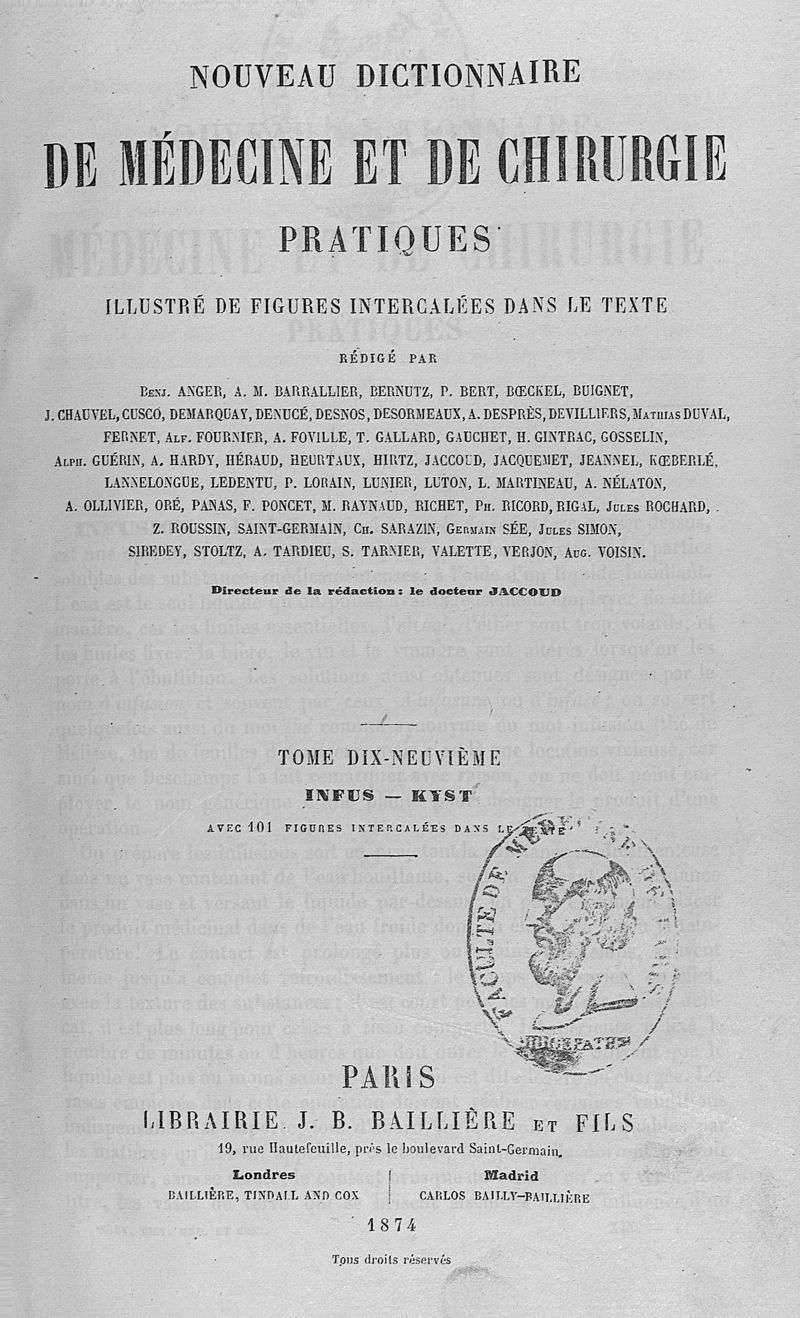 NOUVEAU DICTIONNAIRE
DE MÉDECINE ET DE CHIRURGIE
PRATIQUES
ILLUSTRÉ DE FIGURES INTERCALÉES DANS LE TEXTE
RÉDIGÉ PAR
BENJ. ANGER, A. M. BARRALLIER, BERNUTZ, P. BERT, BŒCKEL, BUIGNET,
J. CHAUVEL, CUSCO, DEMARQUAY, DENUCÉ, DESNOS, DESORMEAUX, A. DESPRÈS, DEVILLIERS, MATHIAS DUVAL,
FERNET, ALF. FOURNIER, A. FOVILLE, T. GALLARD, GAUCHET, H. GINTRAC, GOSSELIN,
ALPH. GUÉRIN, A. HARDY, HÉRAUD, HEURTAUX, HIRTZ, JACCOUD, JACQUEMET, JEANNEL, KŒBERLÉ,
LANNELONGUE, LEDENTU, P. LORAIN, LUNIER, LUTON, L. MARTINEAU, A. NÉLATON,
A. OLLIVIER, ORÉ, PANAS, F. PONCET, M. RAYNAUD, RICHET, PH. RICORD, RIGAL, JULES ROCHARD,
Z. ROUSSIN, SAINT-GERMAIN, CH. SARAZIN, GERMAIN SÉE, JULES SIMON,
SIREDEY, STOLTZ, A. TARDIEU, S. TARNIER, VALETTE, VERJON, AUG. VOISIN.
Directeur de la rédaction: le docteur JACCOUD
TOME DIX-NEUVIÈME
INFUS — KYST
AVEC 101 FIGURES INTERCALÉES DANS LE TEXTE
FACULTÉ DE MÉDECINE DE PARIS
PARIS
LIBRAIRIE J. B. BAILLIÈRE ET FILS
19, rue Hautefeuille, près le boulevard Saint-Germain.
Londres
BAILLIÈRE, TINDALL AND COX
Madrid
CARLOS BAILLY-BAILLIÈRE
1874
Tous droits réservés